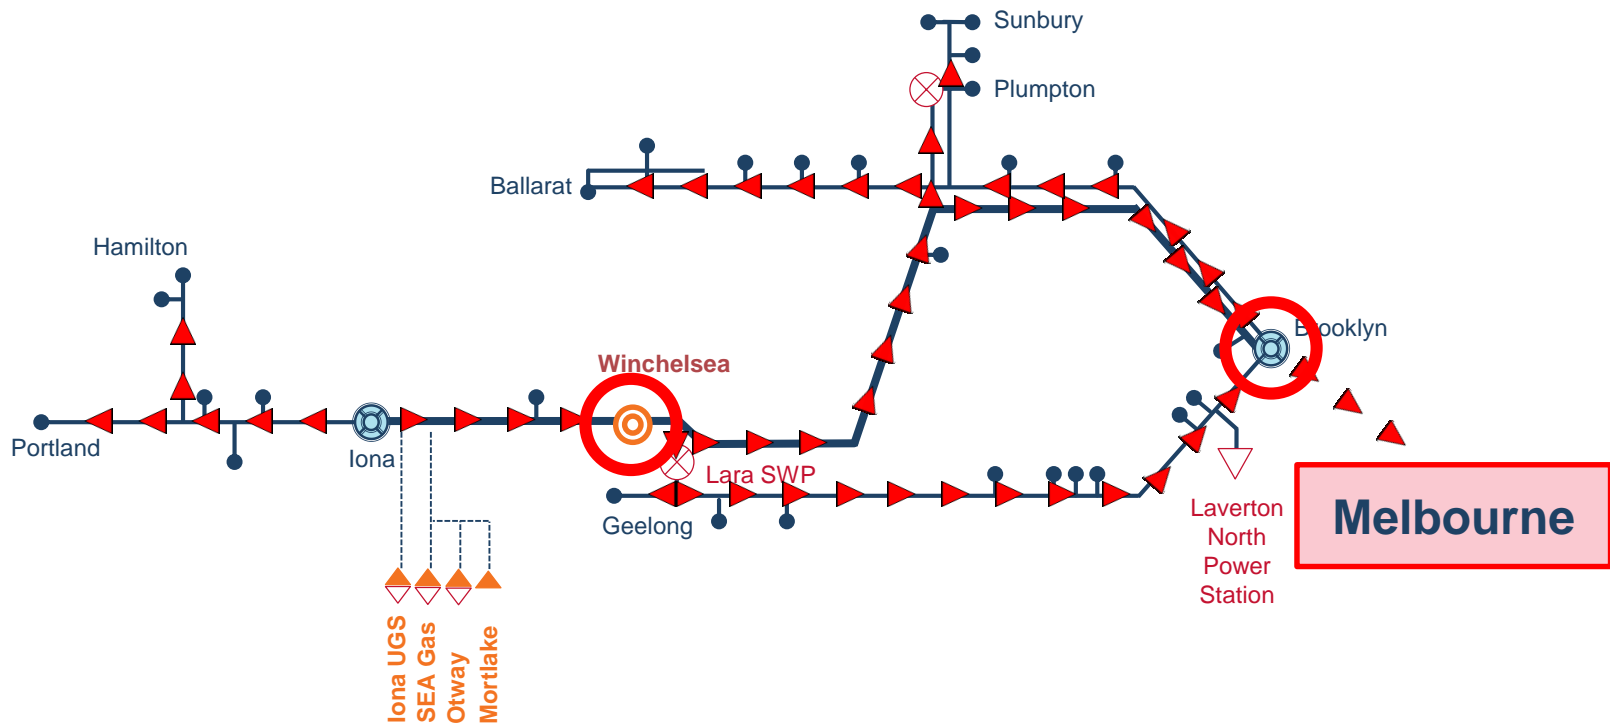 Sunbury
Plumpton
Ballarat
Hamilton
Brooklyn
Winchelsea
Portland
Iona
Lara SWP
Geelong
Laverton
North
Power
Station
Melbourne
Iona UGS
SEA Gas
Otway
Mortlake